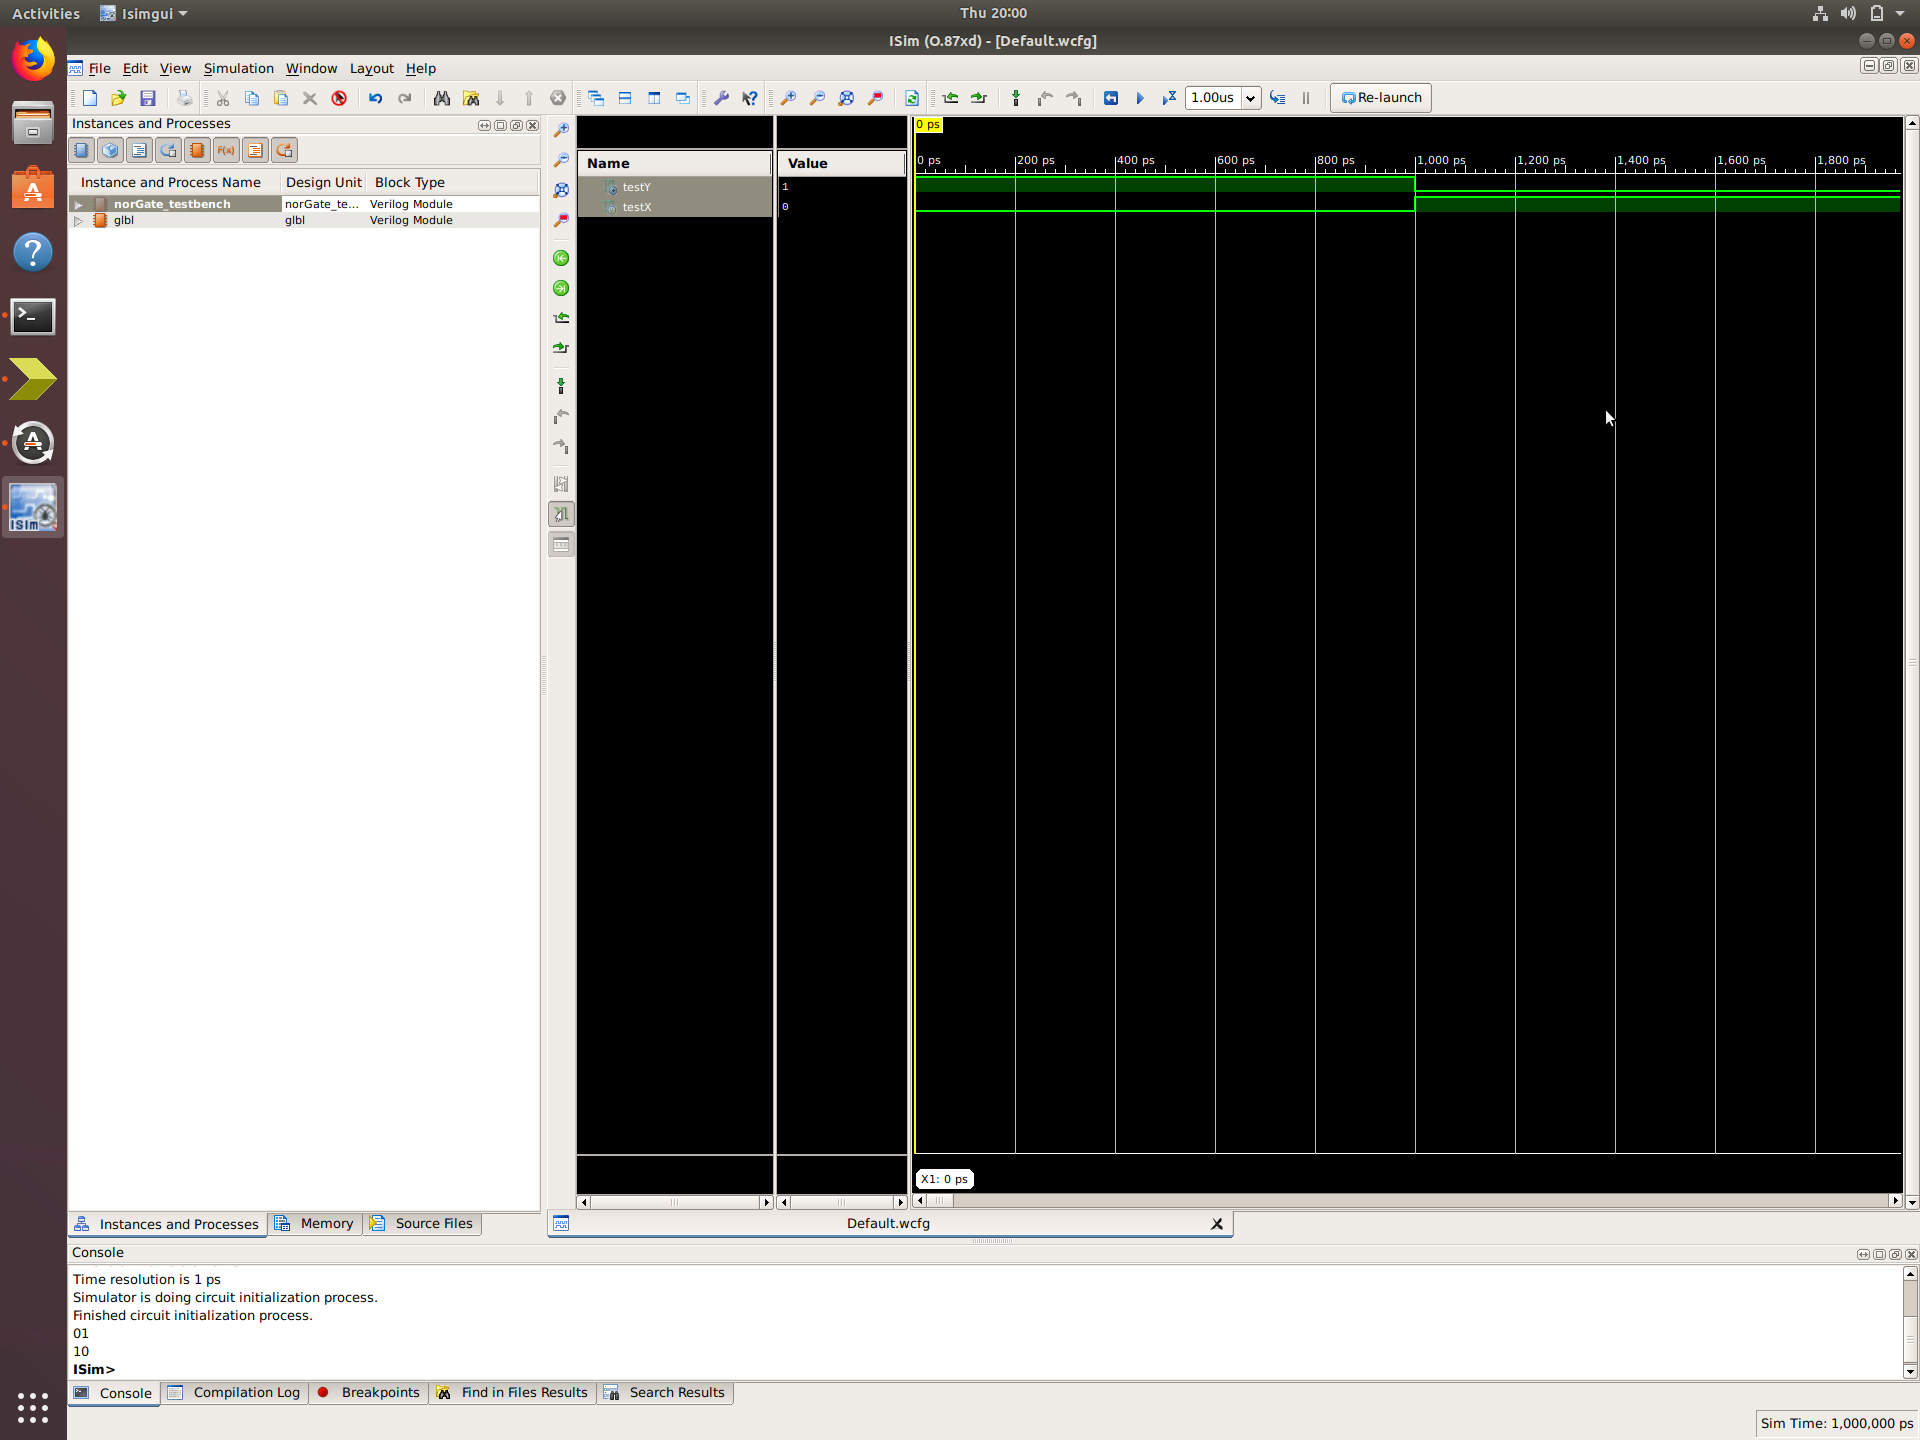 Activities
Isimgui
Thu 20:00
ISim (O.87xd) - [Default.wcfg]
File Edit View Simulation Window Layout Help
1.00us
Re-launch
Instances and Processes
F(x)
Instance and Process Name Design Unit Block Type
norGate_testbench norGate_te... Verilog Module
glbl glbl Verilog Module
Name Value
testY 1
testX 0
0 ps
0 ps 200 ps 400 ps 600 ps 800 ps 1,000 ps 1,200 ps 1,400 ps 1,600 ps 1,800 ps
X1: 0 ps
ISim
Instances and Processes Memory Source Files
Default.wcfg
Console
Time resolution is 1 ps
Simulator is doing circuit initialization process.
Finished circuit initialization process.
01
10
ISim>
Console Compilation Log Breakpoints Find in Files Results Search Results
Sim Time: 1,000,000 ps